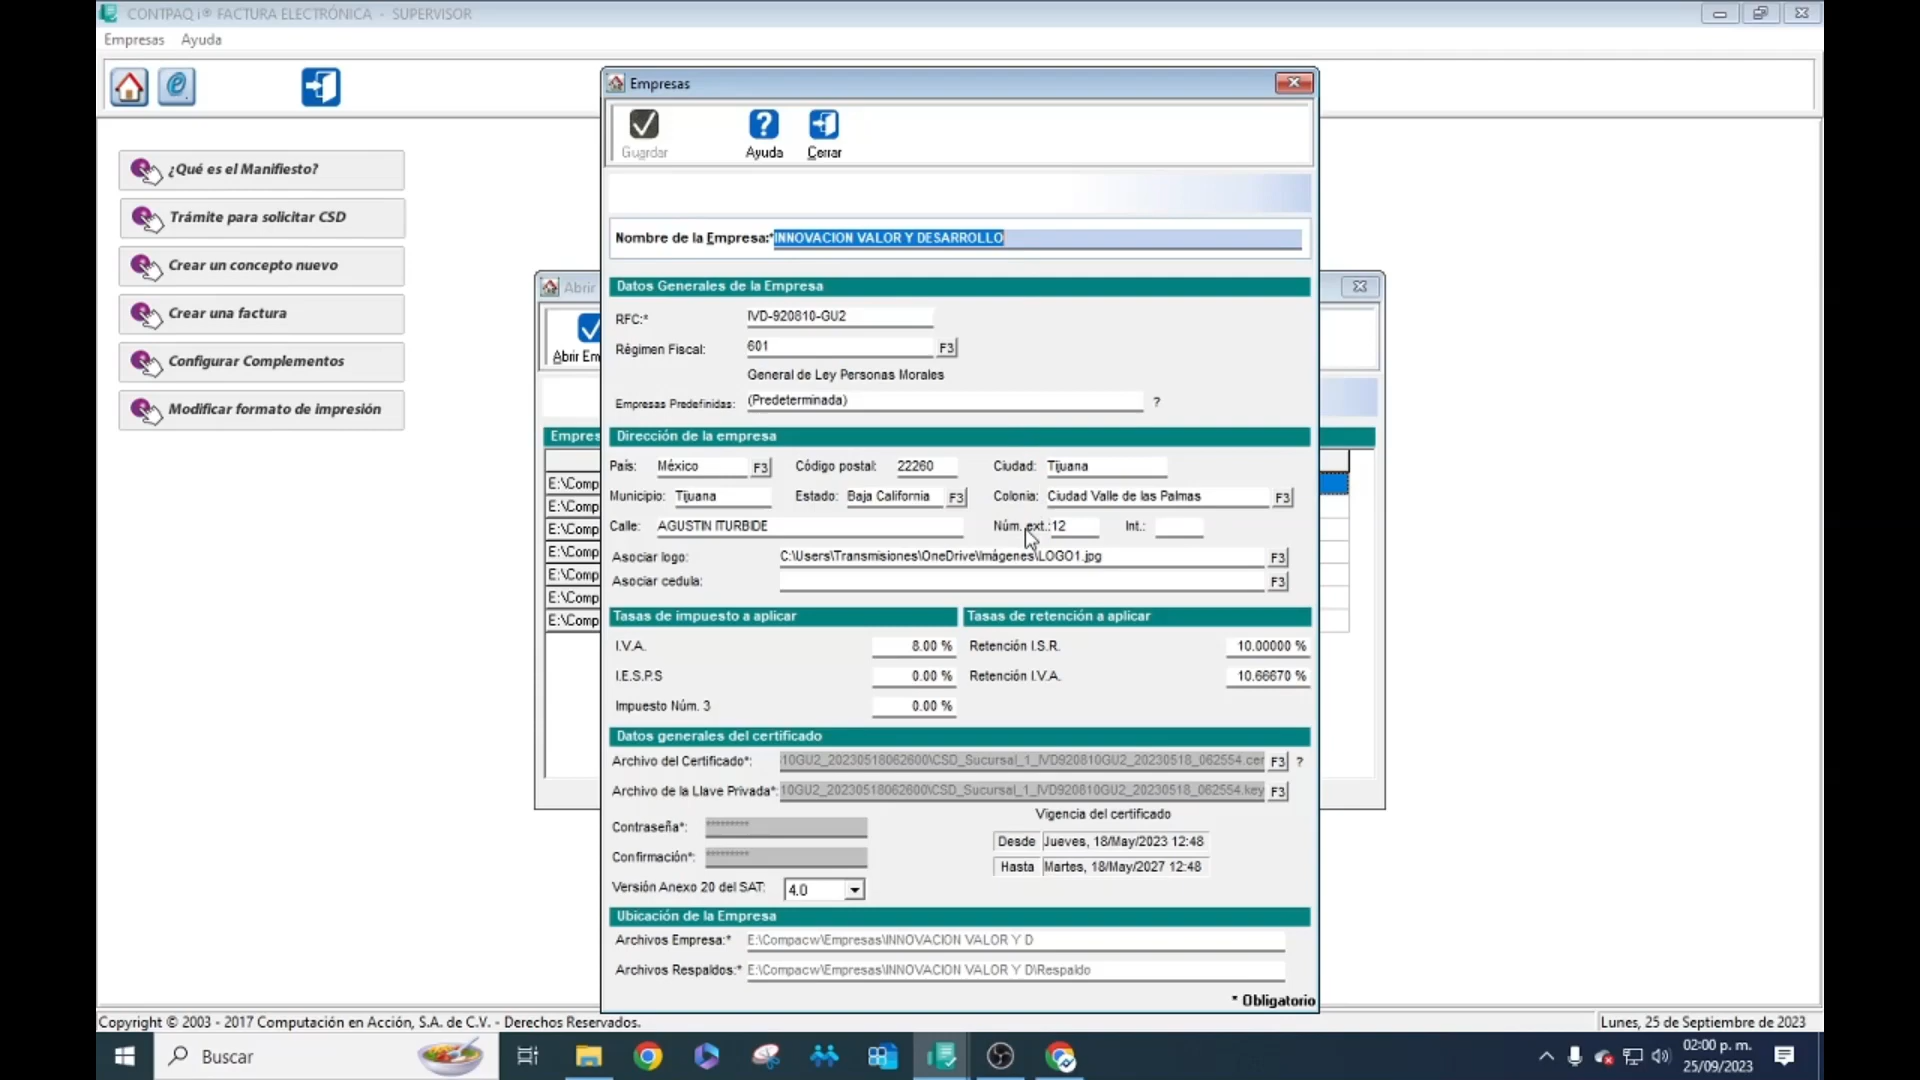 CONTPAQ i® FACTURA ELECTRÓNICA - SUPERVISOR
Empresas Ayuda
¿Qué es el Manifiesto?
Trámite para solicitar CSD
Crear un concepto nuevo
Crear una factura
Configurar Complementos
Modificar formato de impresión
Abrir
Abrir Em
Empres
E:\Comp
E:\Comp
E:\Comp
E:\Comp
E:\Comp
E:\Comp
E:\Comp
Empresas
Guardar Ayuda Cerrar
Nombre de la Empresa:* INNOVACION VALOR Y DESARROLLO
Datos Generales de la Empresa
RFC:* IVD-920810-GU2
Régimen Fiscal: 601 F3
General de Ley Personas Morales
Empresas Predefinidas: (Predeterminada) ?
Dirección de la empresa
País: México F3 Código postal: 22260 Ciudad: Tijuana
Municipio: Tijuana Estado: Baja California F3 Colonia: Ciudad Valle de las Palmas F3
Calle: AGUSTIN ITURBIDE Núm. ext.: 12 Int.:
Asociar logo: C:\Users\Transmisiones\OneDrive\Imágenes\LOGO1.jpg F3
Asociar cedula: F3
Tasas de impuesto a aplicar Tasas de retención a aplicar
I.V.A. 8.00 % Retención I.S.R. 10.00000 %
I.E.S.P.S 0.00 % Retención I.V.A. 10.66670 %
Impuesto Núm. 3 0.00 %
Datos generales del certificado
Archivo del Certificado*: 10GU2_20230518062600\CSD_Sucursal_1_IVD920810GU2_20230518_062554.cer F3 ?
Archivo de la Llave Privada*: 10GU2_20230518062600\CSD_Sucursal_1_IVD920810GU2_20230518_062554.key F3
Vigencia del certificado
Contraseña*: *********
Desde Jueves, 18/May/2023 12:48
Confirmación*: *********
Hasta Martes, 18/May/2027 12:48
Versión Anexo 20 del SAT: 4.0
Ubicación de la Empresa
Archivos Empresa:* E:\Compacw\Empresas\INNOVACION VALOR Y D
Archivos Respaldos:* E:\Compacw\Empresas\INNOVACION VALOR Y D\Respaldo
* Obligatorio
Copyright © 2003 - 2017 Computación en Acción, S.A. de C.V. - Derechos Reservados.
Lunes, 25 de Septiembre de 2023
Buscar
02:00 p. m.
25/09/2023